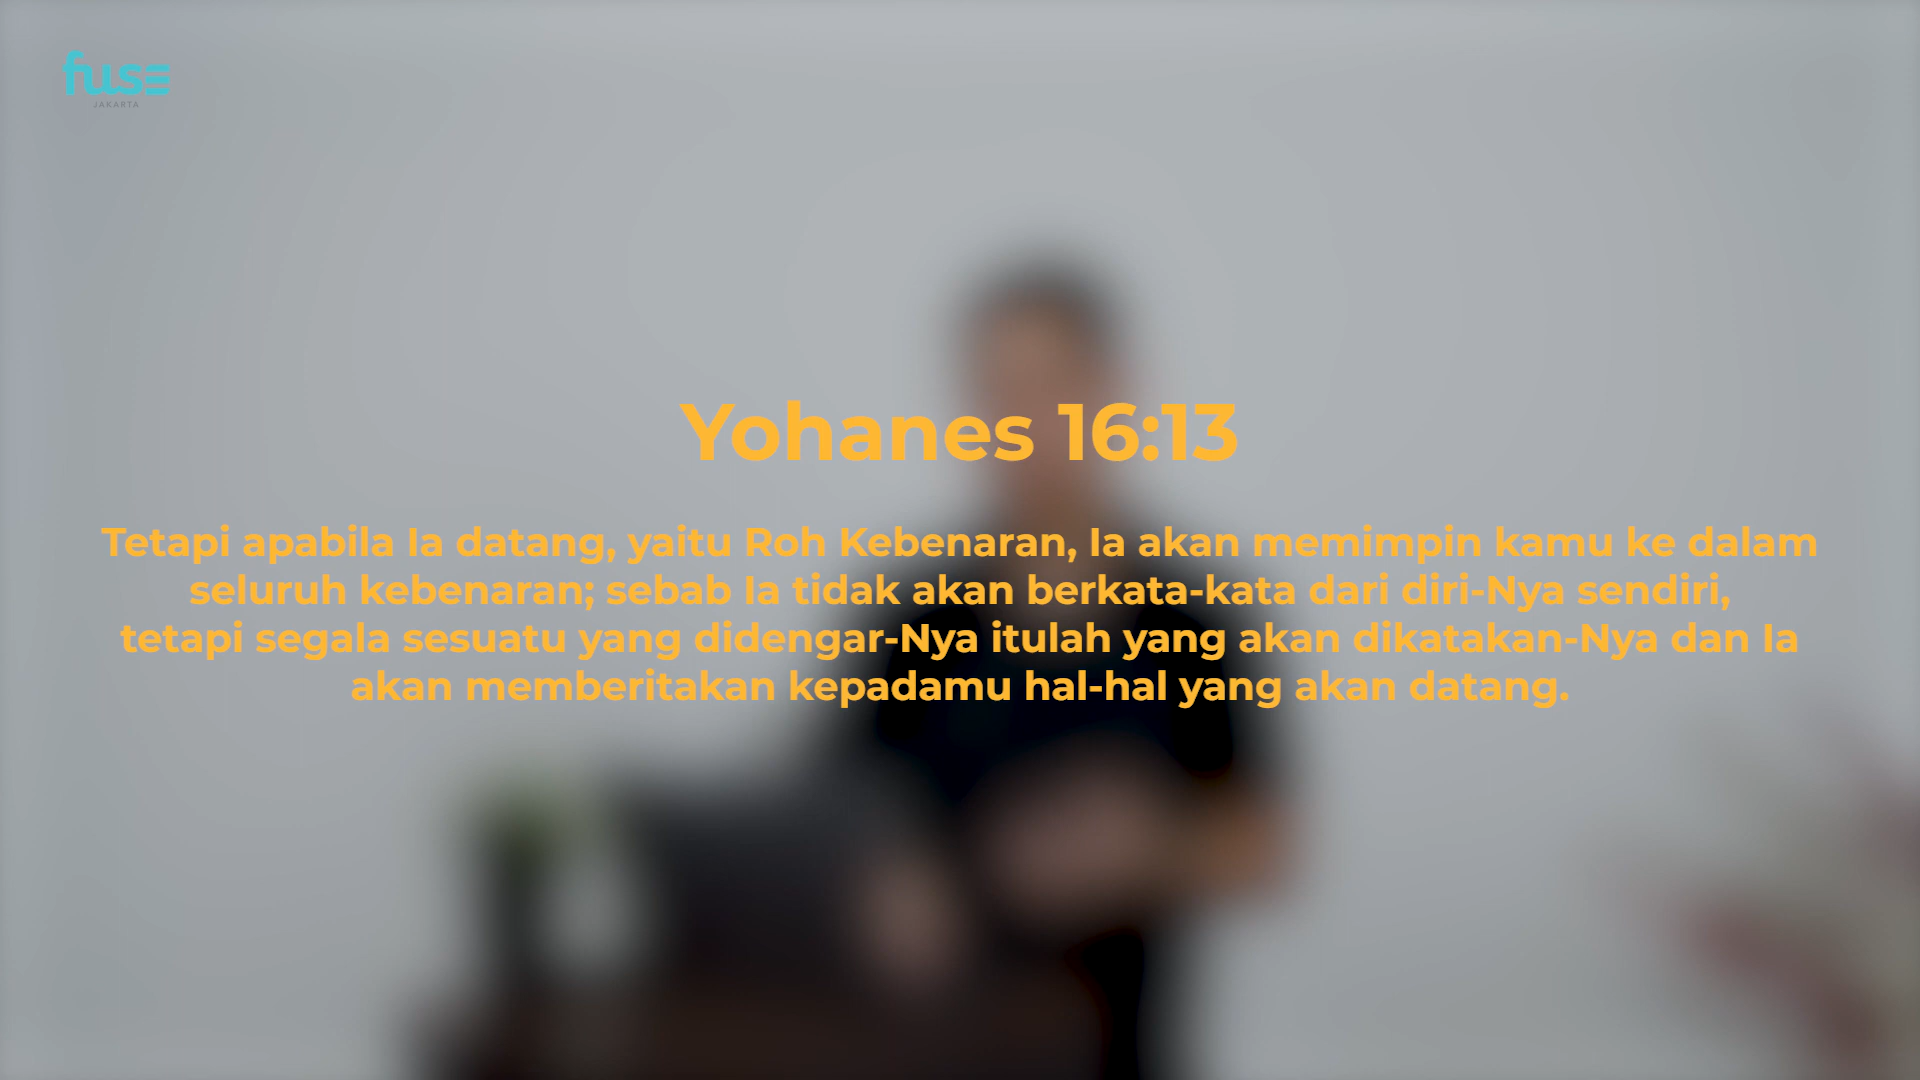 fuse
JAKARTA
Yohanes 16:13
Tetapi apabila Ia datang, yaitu Roh Kebenaran, Ia akan memimpin kamu ke dalam
seluruh kebenaran; sebab Ia tidak akan berkata-kata dari diri-Nya sendiri,
tetapi segala sesuatu yang didengar-Nya itulah yang akan dikatakan-Nya dan Ia
akan memberitakan kepadamu hal-hal yang akan datang.